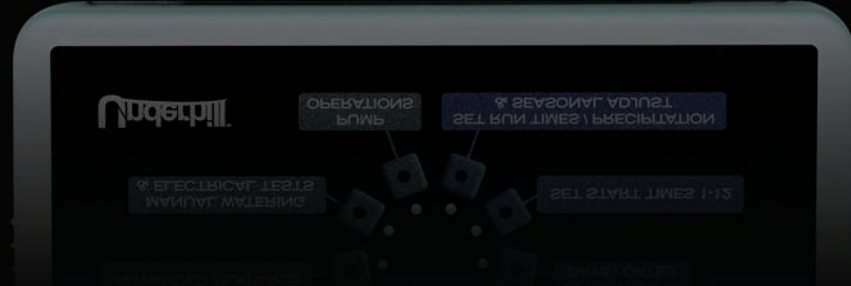 Underhill
PUMP
OPERATIONS
SET RUN TIMES / PRECIPITATION
& SEASONAL ADJUST
MANUAL WATERING
& ELECTRICAL TESTS
SET START TIMES 1-12